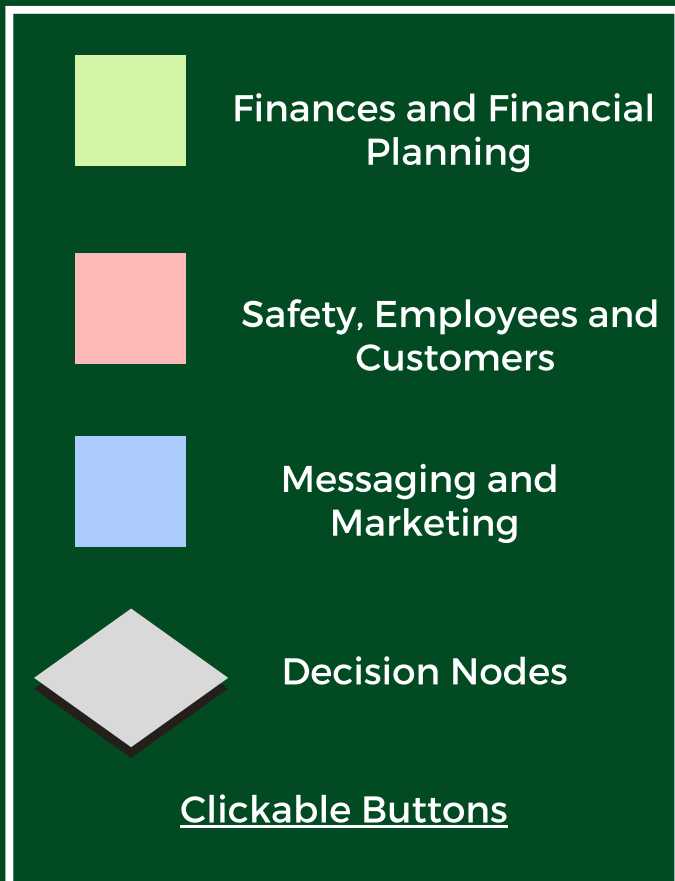 Finances and Financial
Planning
Safety, Employees and
Customers
Messaging and
Marketing
Decision Nodes
Clickable Buttons